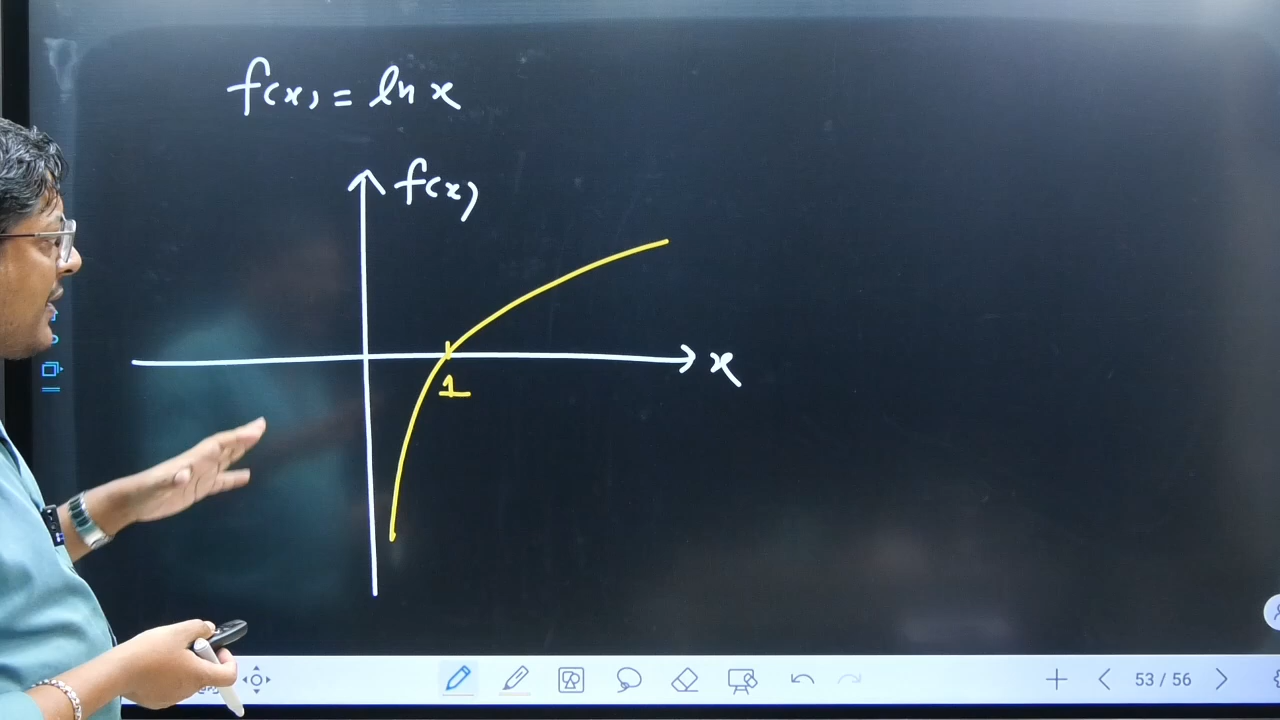 f(x) = ln x
f(x)
x
1
53 / 56